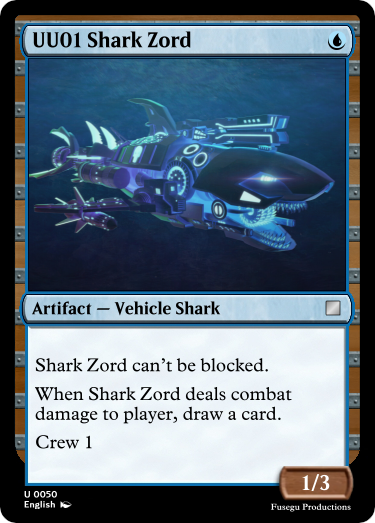 UU01 Shark Zord
Artifact — Vehicle Shark
Shark Zord can't be blocked.
When Shark Zord deals combat
damage to player, draw a card.
Crew 1
1/3
U 0050
English
Fusegu Productions